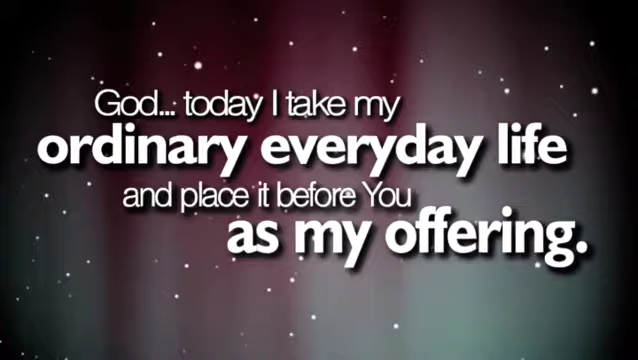 God... today I take my
ordinary everyday life
and place it before You
as my offering.